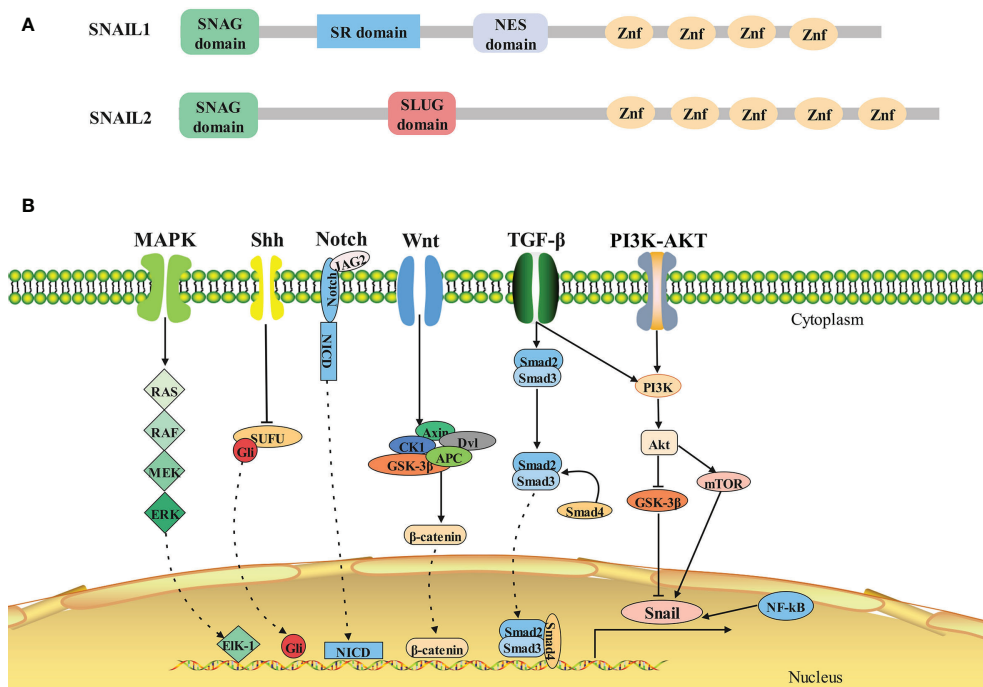 A
SNAIL1
SNAG
domain
SR domain
NES
domain
Znf
Znf
Znf
Znf
SNAIL2
SNAG
domain
SLUG
domain
Znf
Znf
Znf
Znf
Znf
B
MAPK
Shh
Notch
Wnt
TGF-β
PI3K-AKT
JAG2
Notch
NICD
Cytoplasm
RAS
RAF
MEK
ERK
SUFU
Gli
Axin
CK1
Dvl
APC
GSK-3β
β-catenin
Smad2
Smad3
Smad2
Smad3
Smad4
PI3K
Akt
mTOR
GSK-3β
Snail
NF-kB
ElK-1
Gli
NICD
β-catenin
Smad2
Smad3
Smad4
Nucleus